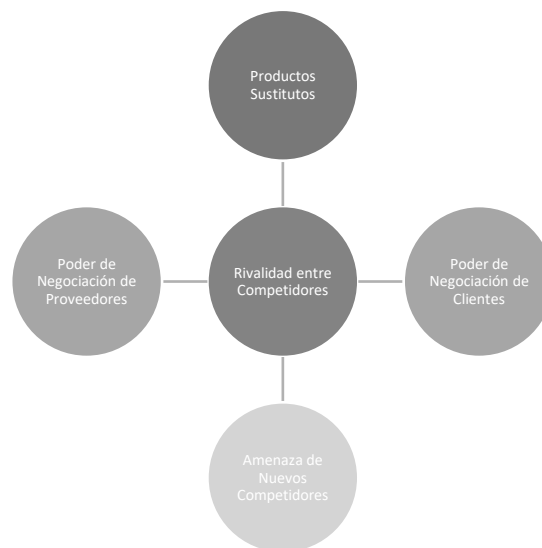 Productos
Sustitutos
Poder de
Negociación de
Proveedores
Rivalidad entre
Competidores
Poder de
Negociación de
Clientes
Amenaza de
Nuevos
Competidores